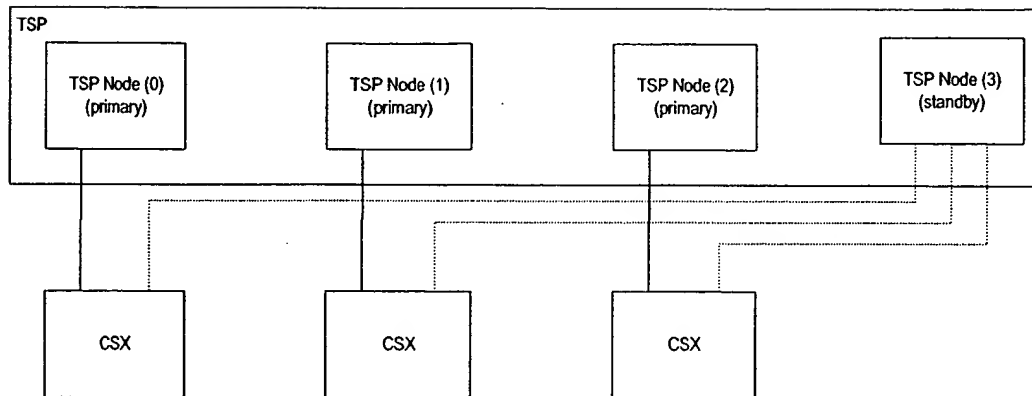 TSP
TSP Node (0)
(primary)
TSP Node (1)
(primary)
TSP Node (2)
(primary)
TSP Node (3)
(standby)
CSX
CSX
CSX